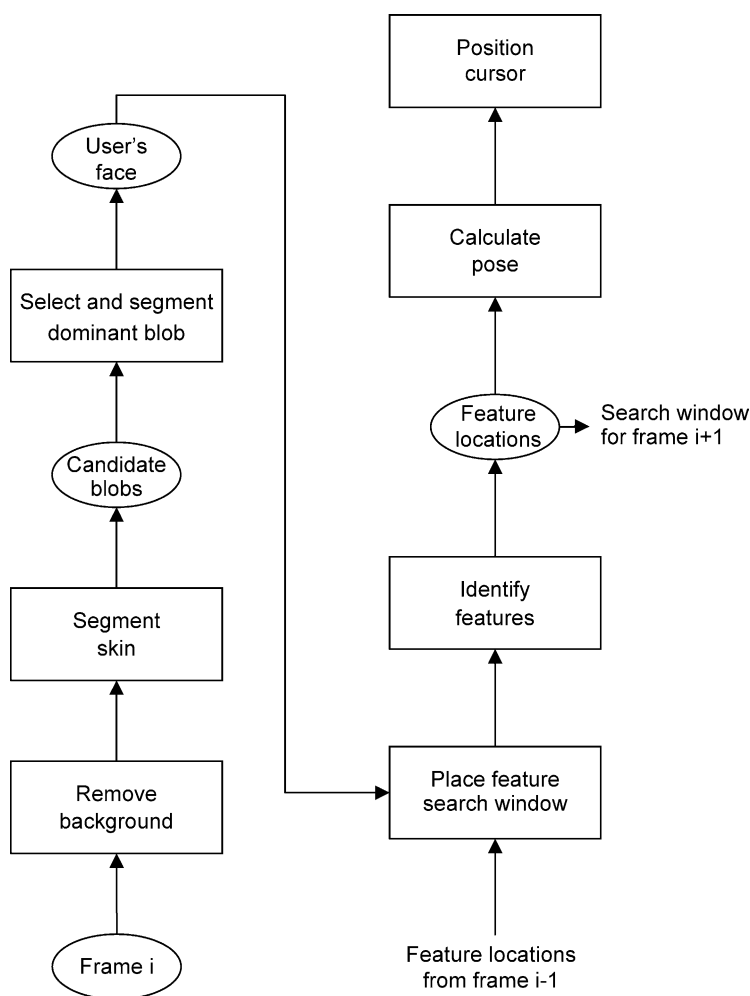 Position
cursor
User's
face
Calculate
pose
Select and segment
dominant blob
Feature
locations
Search window
for frame i+1
Candidate
blobs
Identify
features
Segment
skin
Place feature
search window
Remove
background
Feature locations
from frame i-1
Frame i